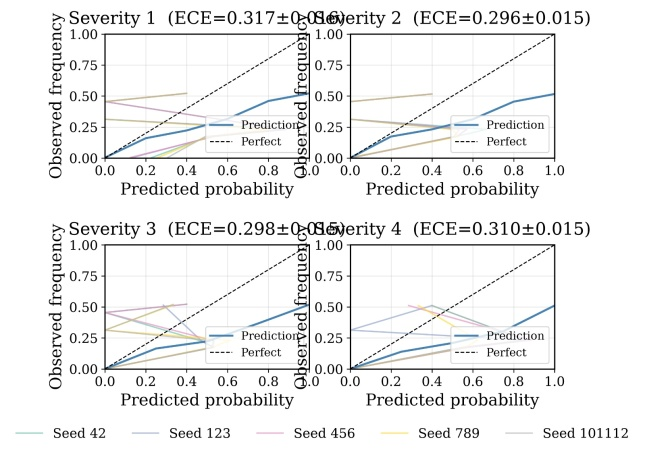 Severity 1 (ECE=0.317±0.016)
Severity 2 (ECE=0.296±0.015)
Observed frequency
1.00
0.75
0.50
0.25
0.00
Prediction
Perfect
0.0 0.2 0.4 0.6 0.8 1.0
Predicted probability
Observed frequency
1.00
0.75
0.50
0.25
0.00
Prediction
Perfect
0.0 0.2 0.4 0.6 0.8 1.0
Predicted probability
Severity 3 (ECE=0.298±0.015)
Severity 4 (ECE=0.310±0.015)
Observed frequency
1.00
0.75
0.50
0.25
0.00
Prediction
Perfect
0.0 0.2 0.4 0.6 0.8 1.0
Predicted probability
Observed frequency
1.00
0.75
0.50
0.25
0.00
Prediction
Perfect
0.0 0.2 0.4 0.6 0.8 1.0
Predicted probability
Seed 42 Seed 123 Seed 456 Seed 789 Seed 101112